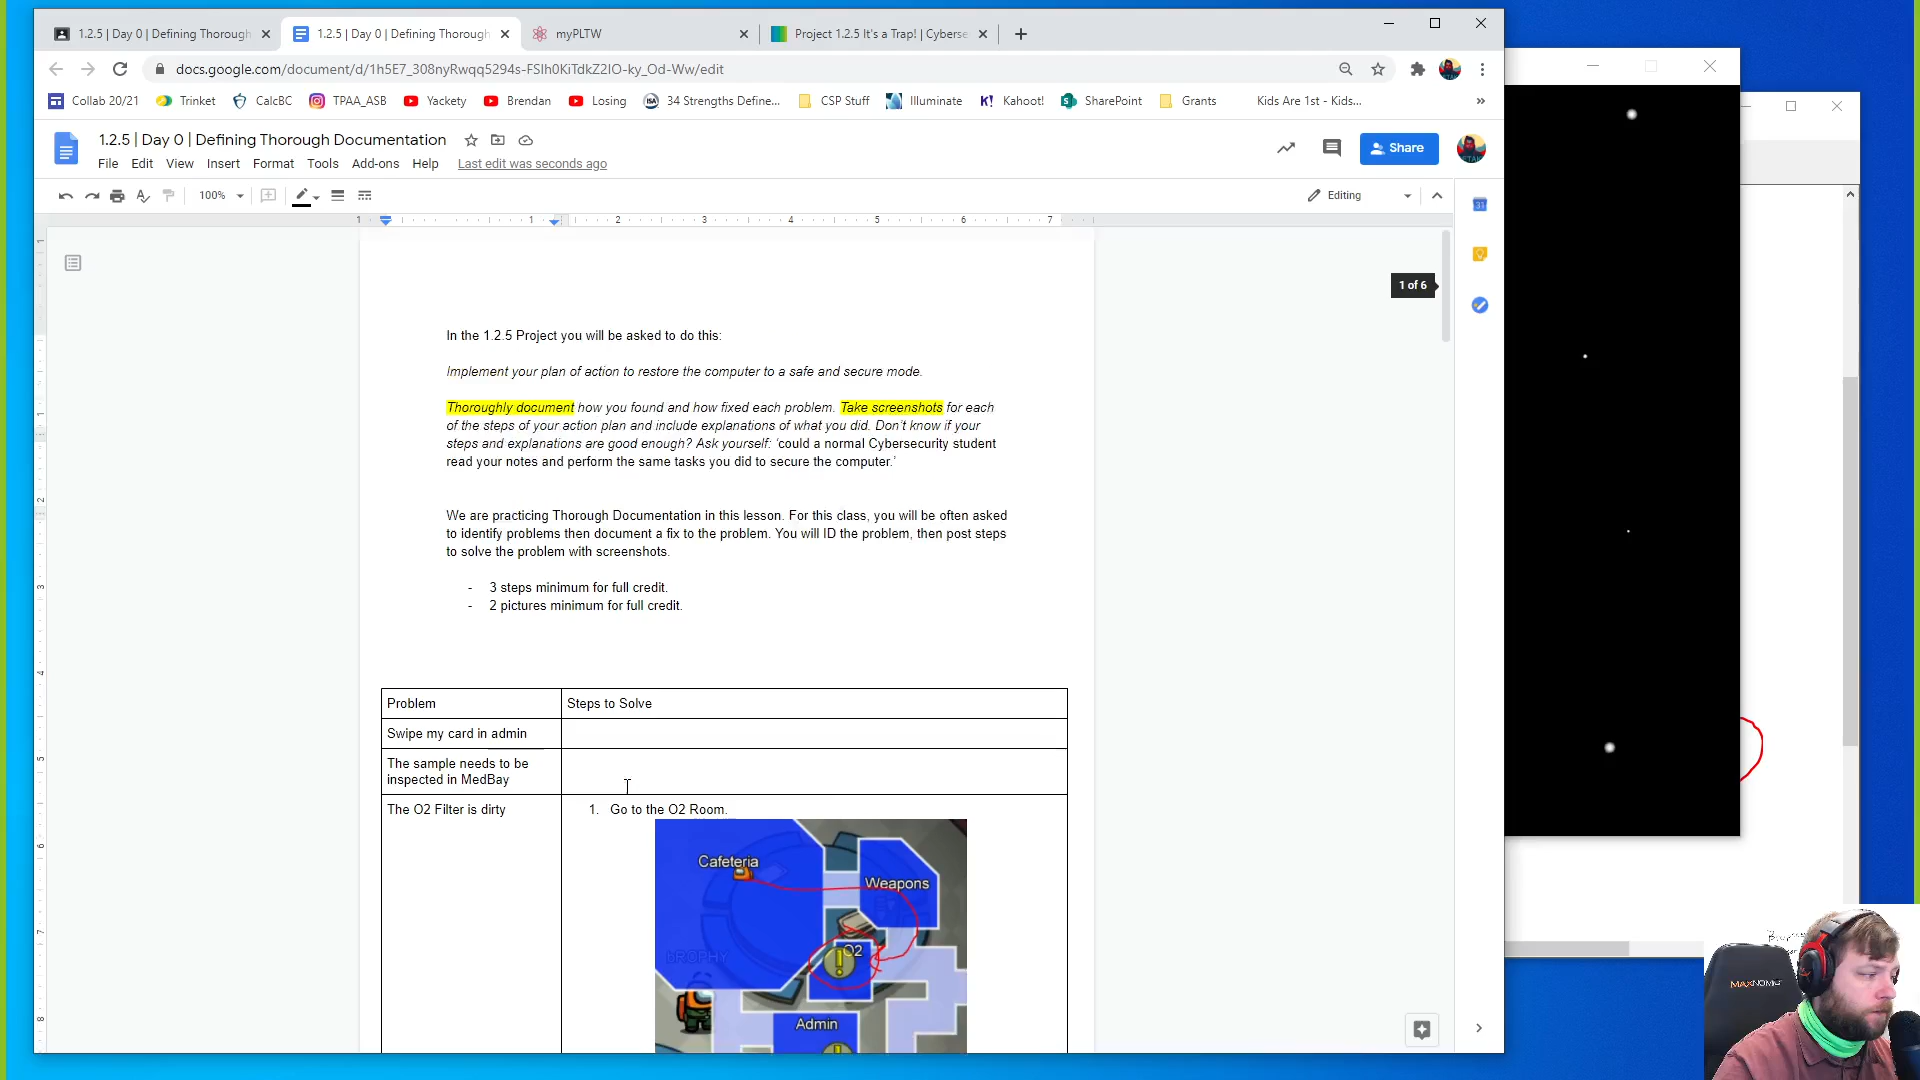 1.2.5 | Day 0 | Defining Thorough
1.2.5 | Day 0 | Defining Thorough
myPLTW
Project 1.2.5 It's a Trap! | Cyberse
docs.google.com/document/d/1h5E7_308nyRwqq5294s-FSIh0KiTdkZ2IO-ky_Od-Ww/edit
Collab 20/21
Trinket
CalcBC
TPAA_ASB
Yackety
Brendan
Losing
34 Strengths Define...
CSP Stuff
Illuminate
Kahoot!
SharePoint
Grants
Kids Are 1st - Kids...
1.2.5 | Day 0 | Defining Thorough Documentation
Share
File Edit View Insert Format Tools Add-ons Help Last edit was seconds ago
100%
Editing
1 1 2 3 4 5 6 7
31
1 of 6
In the 1.2.5 Project you will be asked to do this:
Implement your plan of action to restore the computer to a safe and secure mode.
Thoroughly document how you found and how fixed each problem. Take screenshots for each
of the steps of your action plan and include explanations of what you did. Don't know if your
steps and explanations are good enough? Ask yourself: 'could a normal Cybersecurity student
read your notes and perform the same tasks you did to secure the computer.'
We are practicing Thorough Documentation in this lesson. For this class, you will be often asked
to identify problems then document a fix to the problem. You will ID the problem, then post steps
to solve the problem with screenshots.
- 3 steps minimum for full credit.
- 2 pictures minimum for full credit.
Problem
Steps to Solve
Swipe my card in admin
The sample needs to be
inspected in MedBay
The O2 Filter is dirty
1. Go to the O2 Room.
Cafeteria
Weapons
O2
Admin
MAXNOMIC